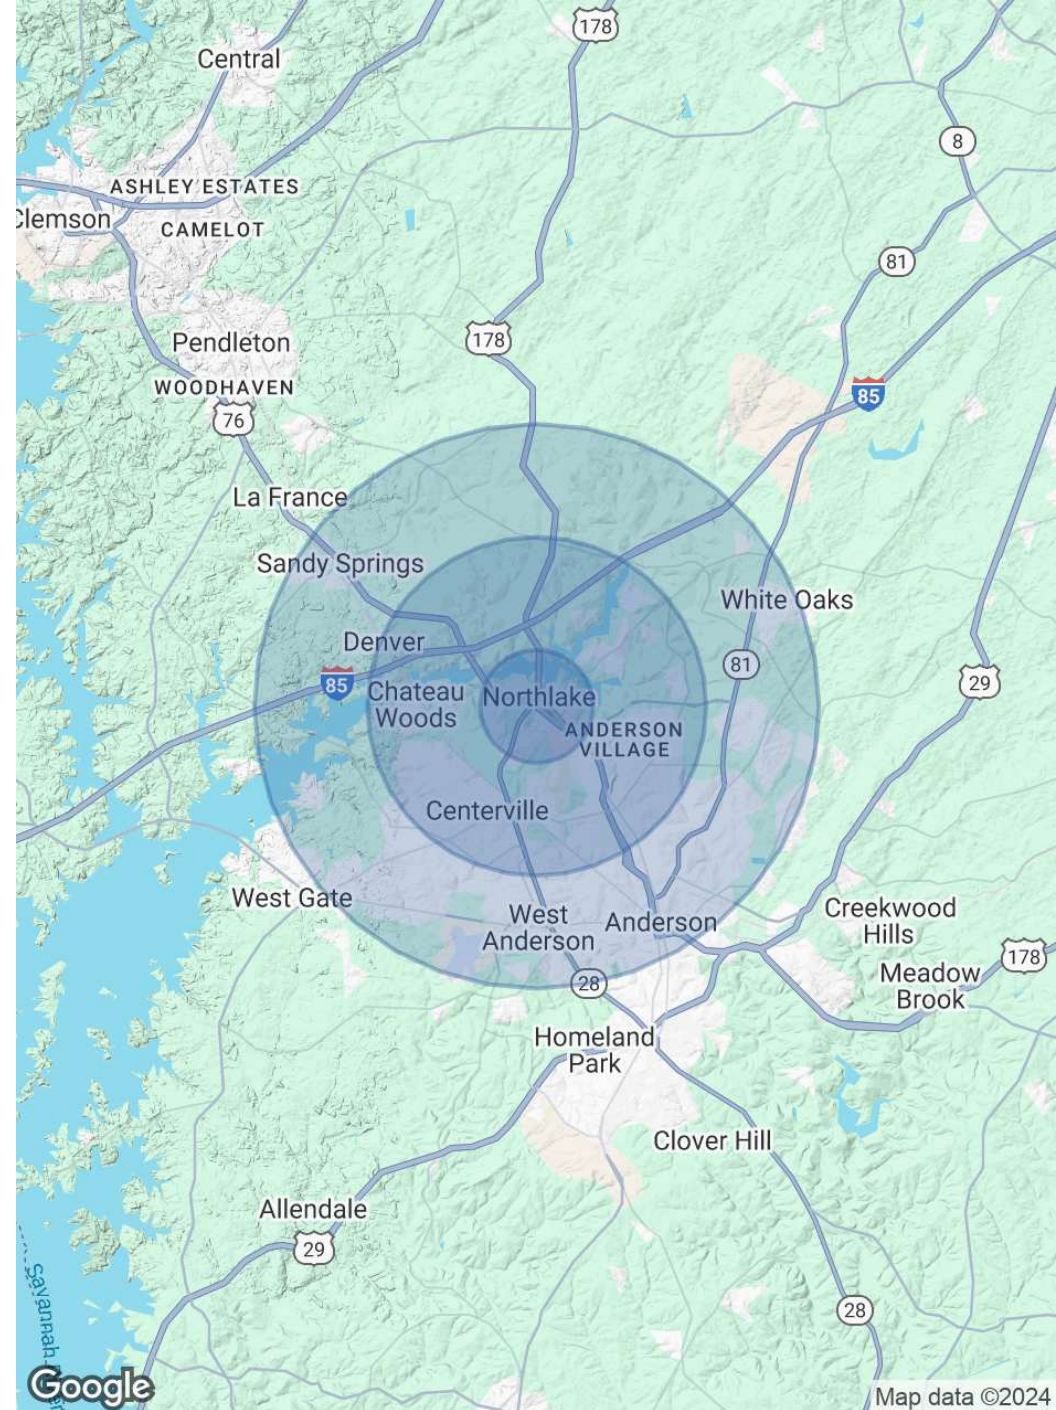 178
Central
8
ASHLEY ESTATES
Clemson
CAMELOT
81
178
Pendleton
WOODHAVEN
85
76
La France
Sandy Springs
White Oaks
Denver
81
85
Chateau
Woods
Northlake
29
ANDERSON
VILLAGE
Centerville
West Gate
West
Anderson
Anderson
Creekwood
Hills
178
Meadow
Brook
28
Homeland
Park
Clover Hill
Allendale
29
28
Savannah
Google
Map data ©2024